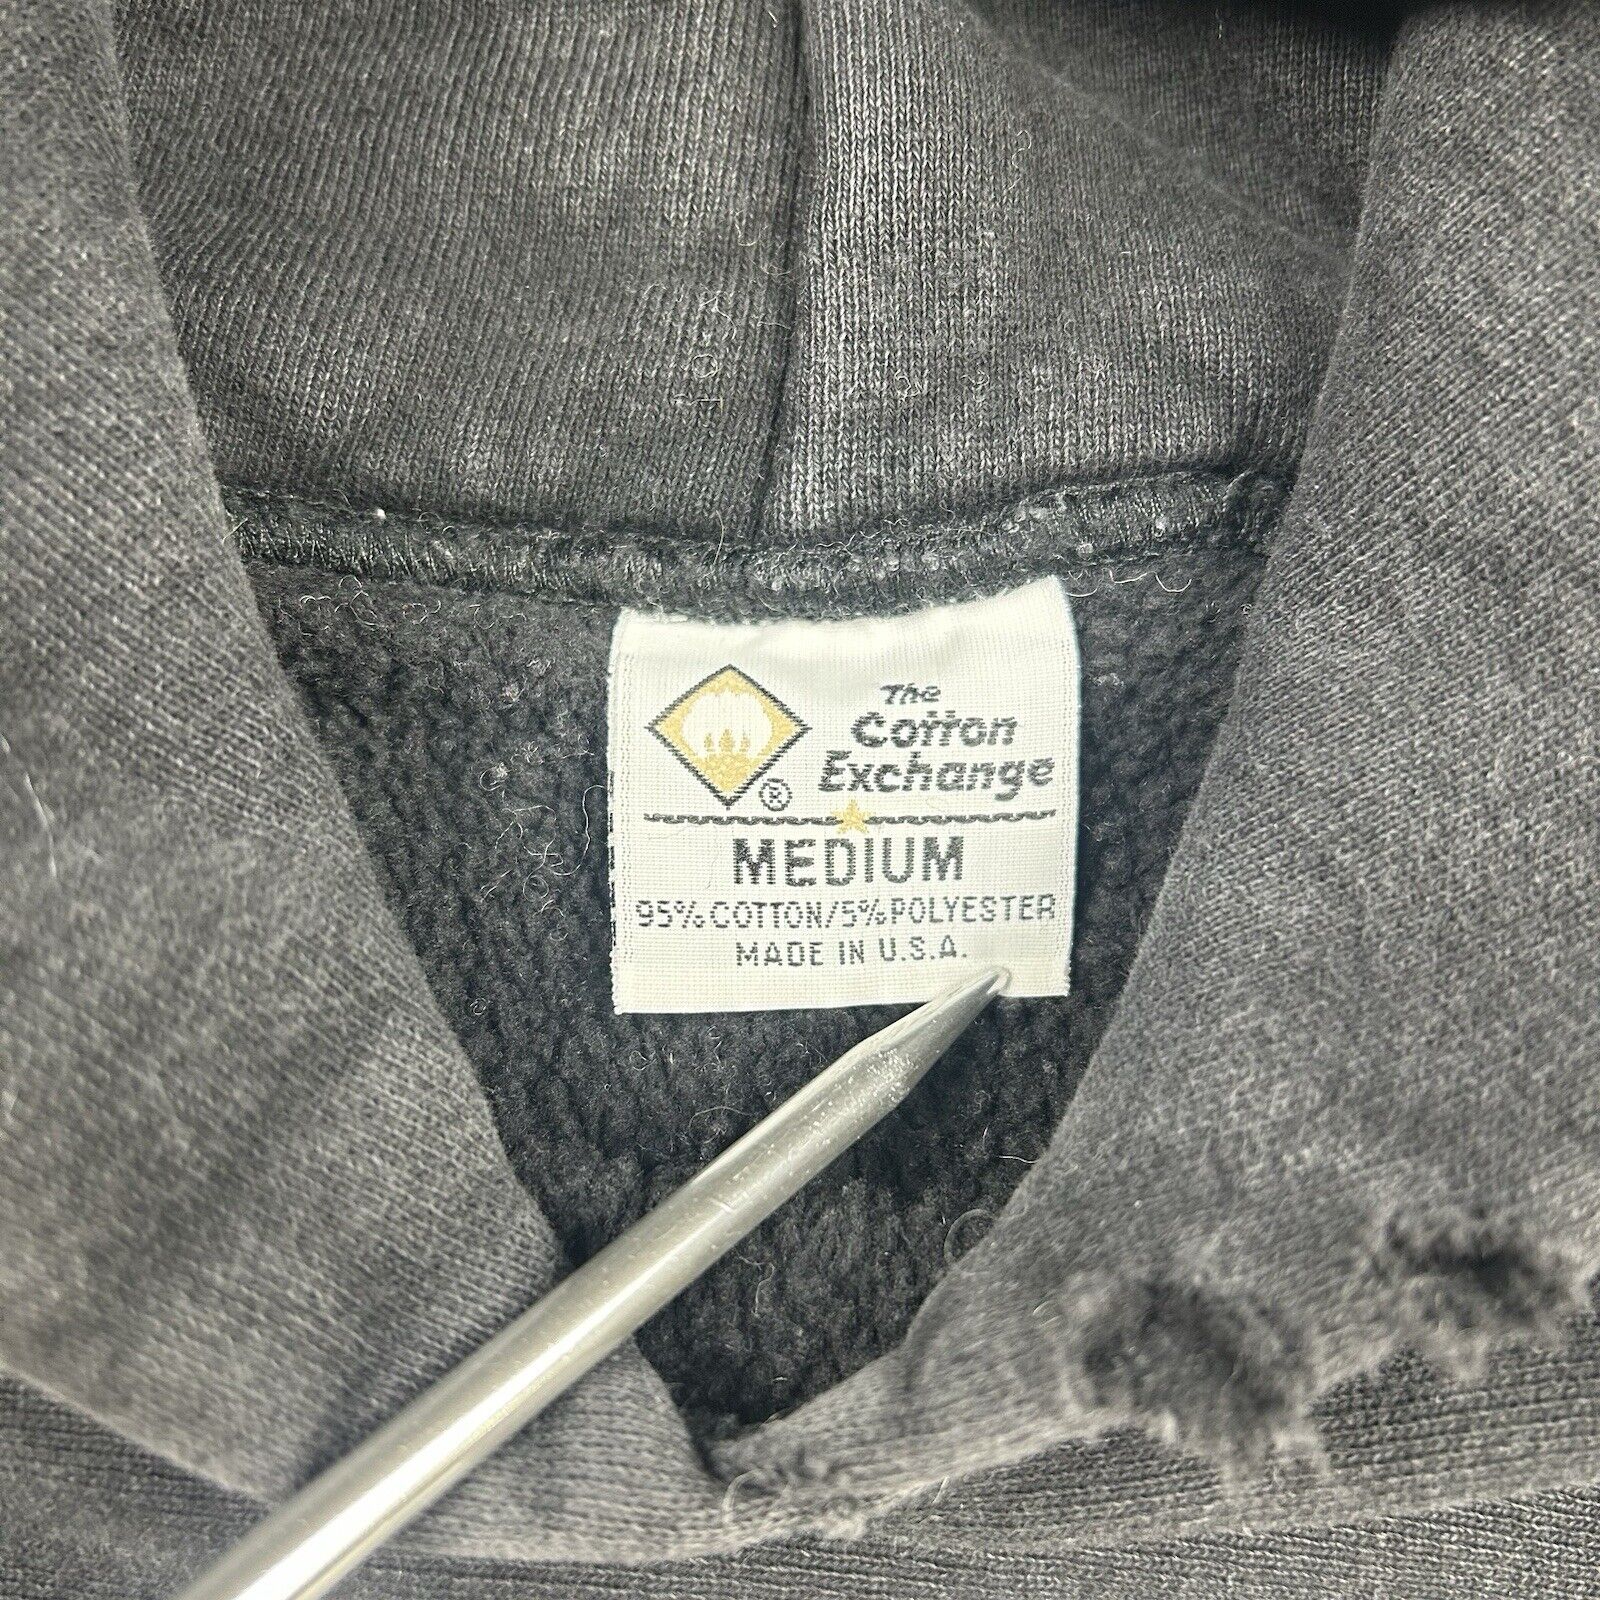 The
Cotton
Exchange
®
MEDIUM
95% COTTON/5% POLYESTER
MADE IN U.S.A.